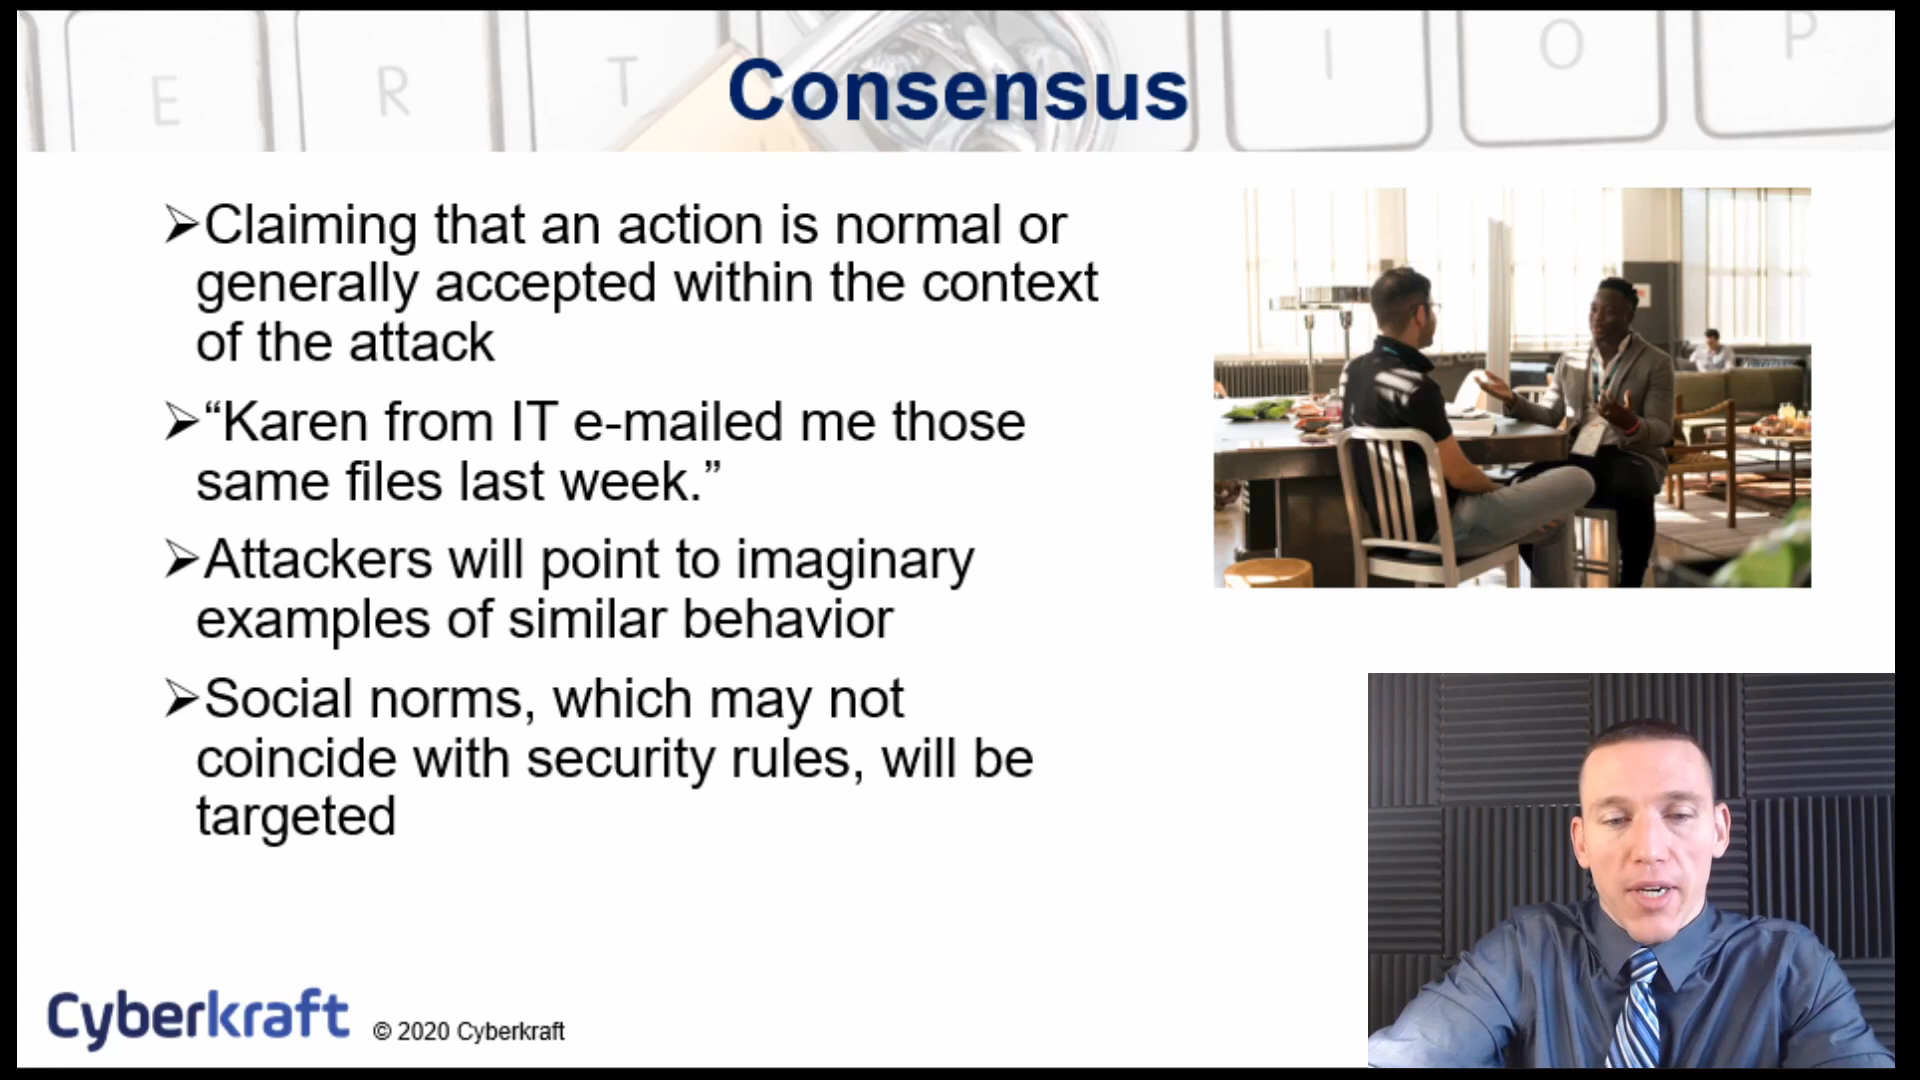 E R T I O P
Consensus
➢Claiming that an action is normal or
generally accepted within the context
of the attack
➢“Karen from IT e-mailed me those
same files last week.”
➢Attackers will point to imaginary
examples of similar behavior
➢Social norms, which may not
coincide with security rules, will be
targeted
Cyberkraft © 2020 Cyberkraft